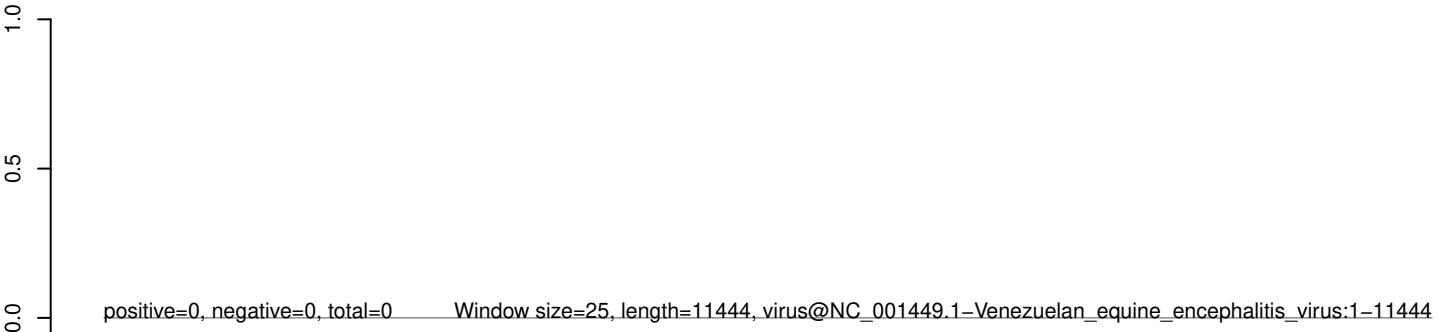 1.0
0.5
0.0
positive=0, negative=0, total=0 Window size=25, length=11444, virus@NC_001449.1−Venezuelan_equine_encephalitis_virus:1−11444